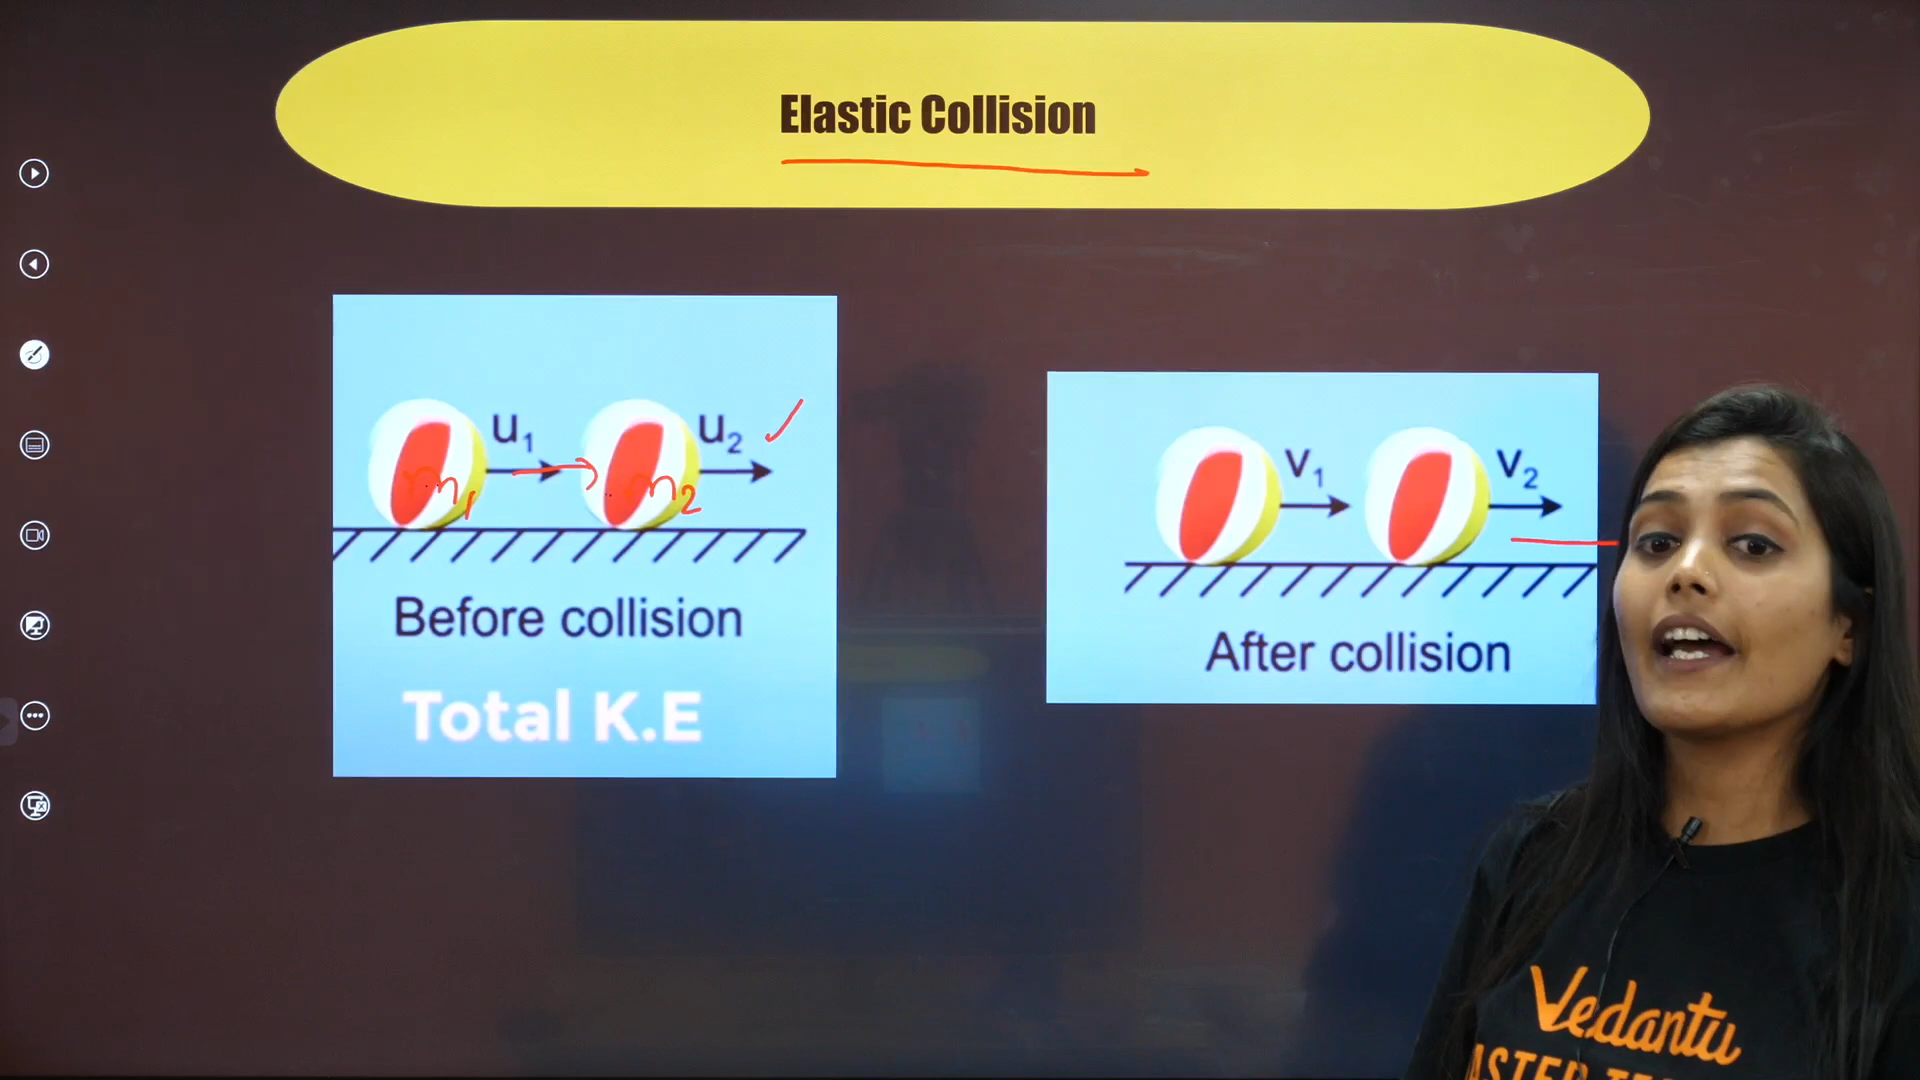 Elastic Collision
u₁ u₂
m₁ m₂
Before collision
Total K.E
v₁ v₂
After collision
Vedantu